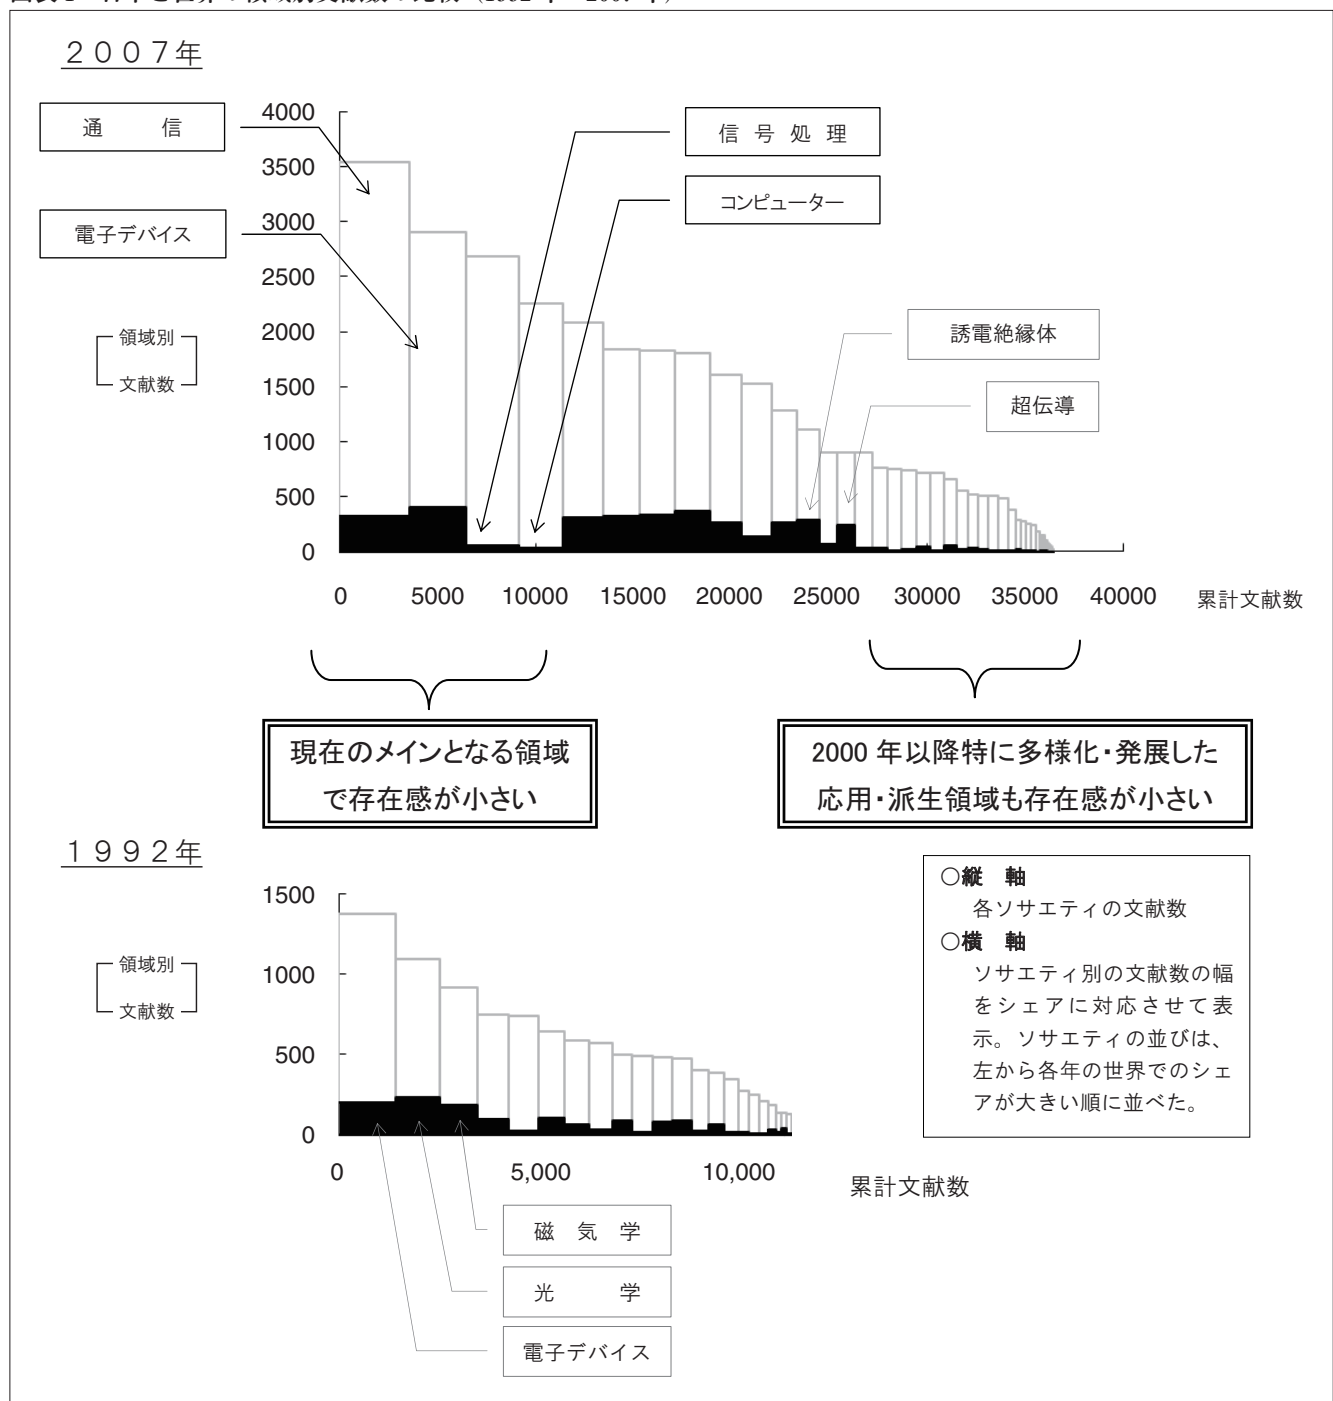 ２００７年
通　信
電子デバイス
信号処理
コンピューター
誘電絶縁体
超伝導
領域別
文献数
4000
3500
3000
2500
2000
1500
1000
500
0
0 5000 10000 15000 20000 25000 30000 35000 40000
累計文献数
現在のメインとなる領域
で存在感が小さい
2000 年以降特に多様化・発展した
応用・派生領域も存在感が小さい
１９９２年
領域別
文献数
1500
1000
500
0
0 5,000 10,000
累計文献数
磁気学
光　学
電子デバイス
○縦　軸
各ソサエティの文献数
○横　軸
ソサエティ別の文献数の幅
をシェアに対応させて表
示。ソサエティの並びは、
左から各年の世界でのシェ
アが大きい順に並べた。